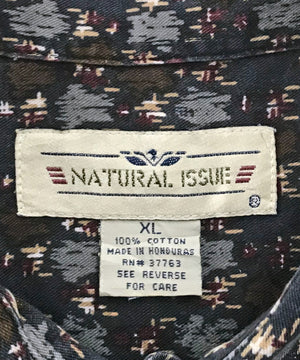 NATURAL ISSUE ®
XL
100% COTTON
MADE IN HONDURAS
RN# 37763
SEE REVERSE
FOR CARE